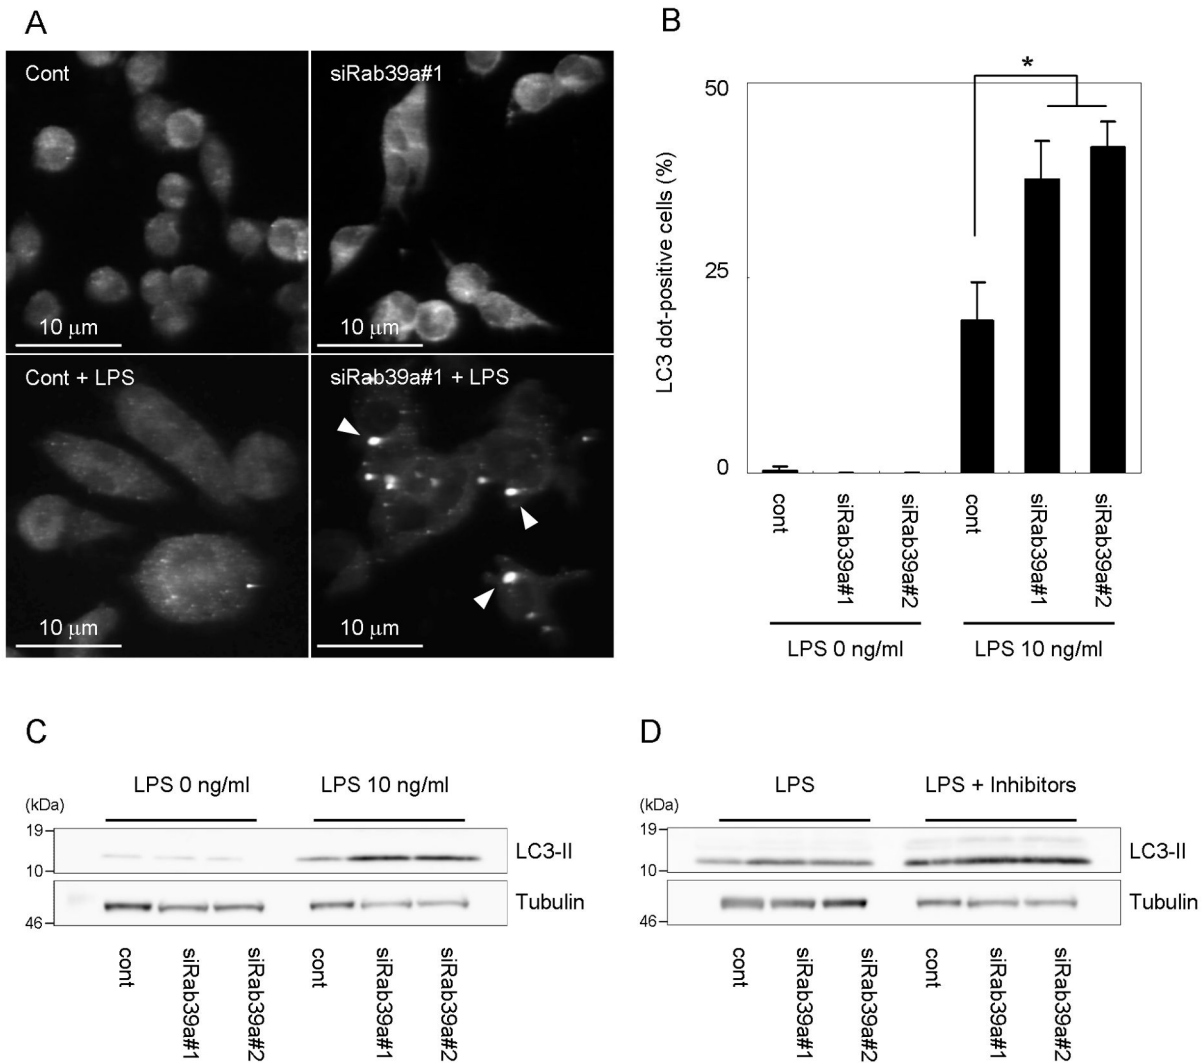 A
Cont
siRab39a#1
10 μm
10 μm
Cont + LPS
siRab39a#1 + LPS
10 μm
10 μm
B
LC3 dot-positive cells (%)
50
25
0
*
cont
siRab39a#1
siRab39a#2
cont
siRab39a#1
siRab39a#2
LPS 0 ng/ml
LPS 10 ng/ml
C
LPS 0 ng/ml
LPS 10 ng/ml
(kDa)
19
LC3-II
10
Tubulin
46
cont
siRab39a#1
siRab39a#2
cont
siRab39a#1
siRab39a#2
D
LPS
LPS + Inhibitors
(kDa)
19
LC3-II
10
Tubulin
46
cont
siRab39a#1
siRab39a#2
cont
siRab39a#1
siRab39a#2